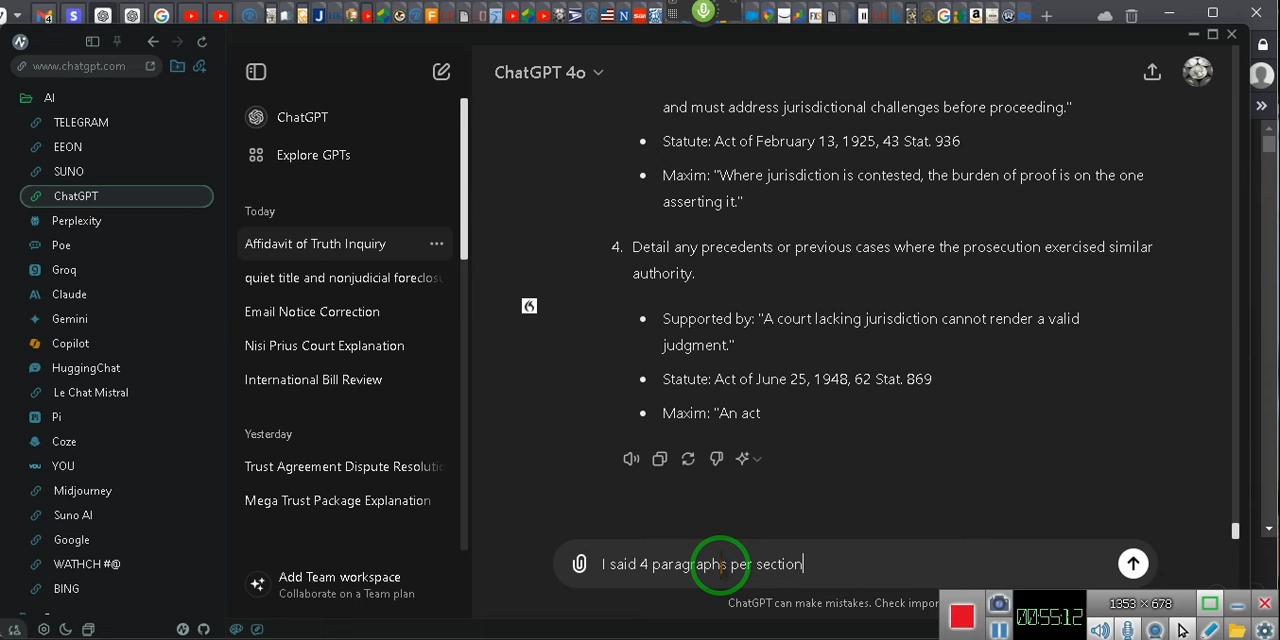 www.chatgpt.com
AI
TELEGRAM
EEON
SUNO
ChatGPT
Perplexity
Poe
Groq
Claude
Gemini
Copilot
HuggingChat
Le Chat Mistral
Pi
Coze
YOU
Midjourney
Suno AI
Google
WATHCH #@
BING
ChatGPT
Explore GPTs
Today
Affidavit of Truth Inquiry
quiet title and nonjudicial foreclosu
Email Notice Correction
Nisi Prius Court Explanation
International Bill Review
Yesterday
Trust Agreement Dispute Resoluti
Mega Trust Package Explanation
Add Team workspace
Collaborate on a Team plan
ChatGPT 4o
and must address jurisdictional challenges before proceeding."
• Statute: Act of February 13, 1925, 43 Stat. 936
• Maxim: "Where jurisdiction is contested, the burden of proof is on the one
asserting it."
4. Detail any precedents or previous cases where the prosecution exercised similar
authority.
• Supported by: "A court lacking jurisdiction cannot render a valid
judgment."
• Statute: Act of June 25, 1948, 62 Stat. 869
• Maxim: "An act
I said 4 paragraphs per section
ChatGPT can make mistakes. Check impor
1353 × 678
00:55:12